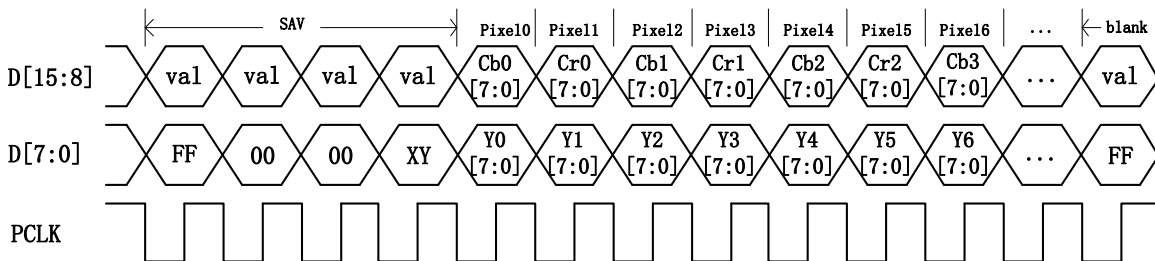 SAV Pixel0 Pixel1 Pixel2 Pixel3 Pixel4 Pixel5 Pixel6 ... blank
D[15:8] val val val val Cb0 Cr0 Cb1 Cr1 Cb2 Cr2 Cb3 ... val
[7:0] [7:0] [7:0] [7:0] [7:0] [7:0] [7:0]
D[7:0] FF 00 00 XY Y0 Y1 Y2 Y3 Y4 Y5 Y6 ... FF
[7:0] [7:0] [7:0] [7:0] [7:0] [7:0] [7:0]
PCLK